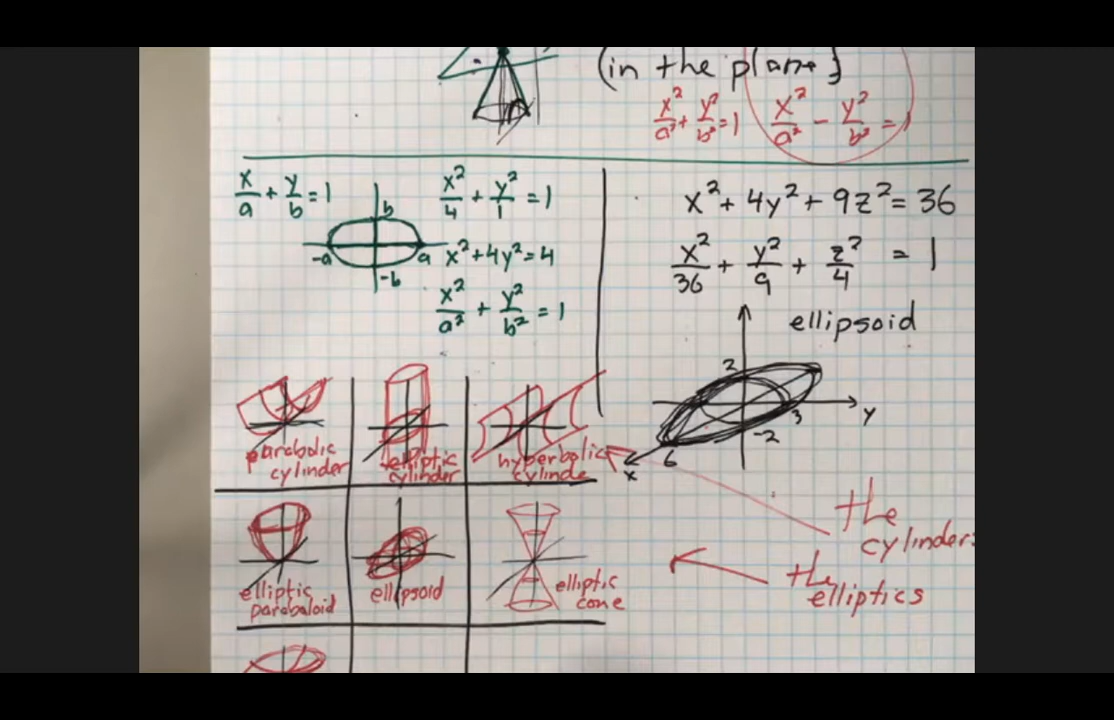 (in the plane)
x²/a² + y²/b² = 1
x²/a² - y²/b² = 1
x/a + y/b = 1
b
-a
a
-b
x²/4 + y²/1 = 1
x²+4y²=4
x²/a² + y²/b² = 1
x²+4y²+9z²=36
x²/36 + y²/9 + z²/4 = 1
ellipsoid
2
3
y
-2
6
x
parabolic
cylinder
elliptic
cylinder
hyperbolic
cylinde
the
cylinders
elliptic
parabaloid
ellipsoid
elliptic
cone
the
elliptics